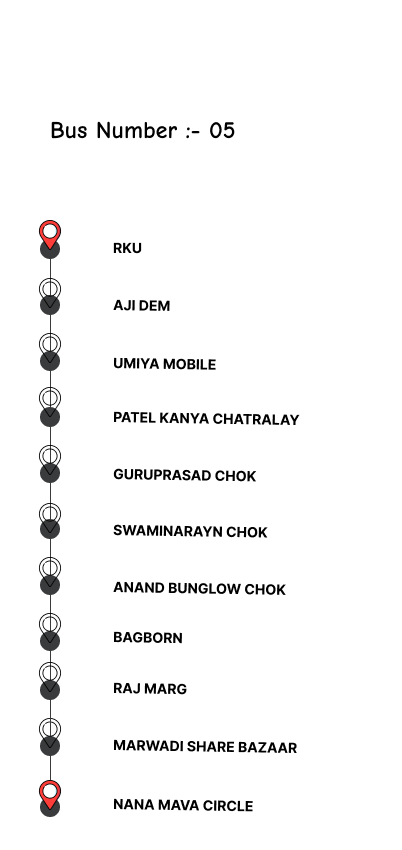 Bus Number :- 05
RKU
AJI DEM
UMIYA MOBILE
PATEL KANYA CHATRALAY
GURUPRASAD CHOK
SWAMINARAYN CHOK
ANAND BUNGLOW CHOK
BAGBORN
RAJ MARG
MARWADI SHARE BAZAAR
NANA MAVA CIRCLE